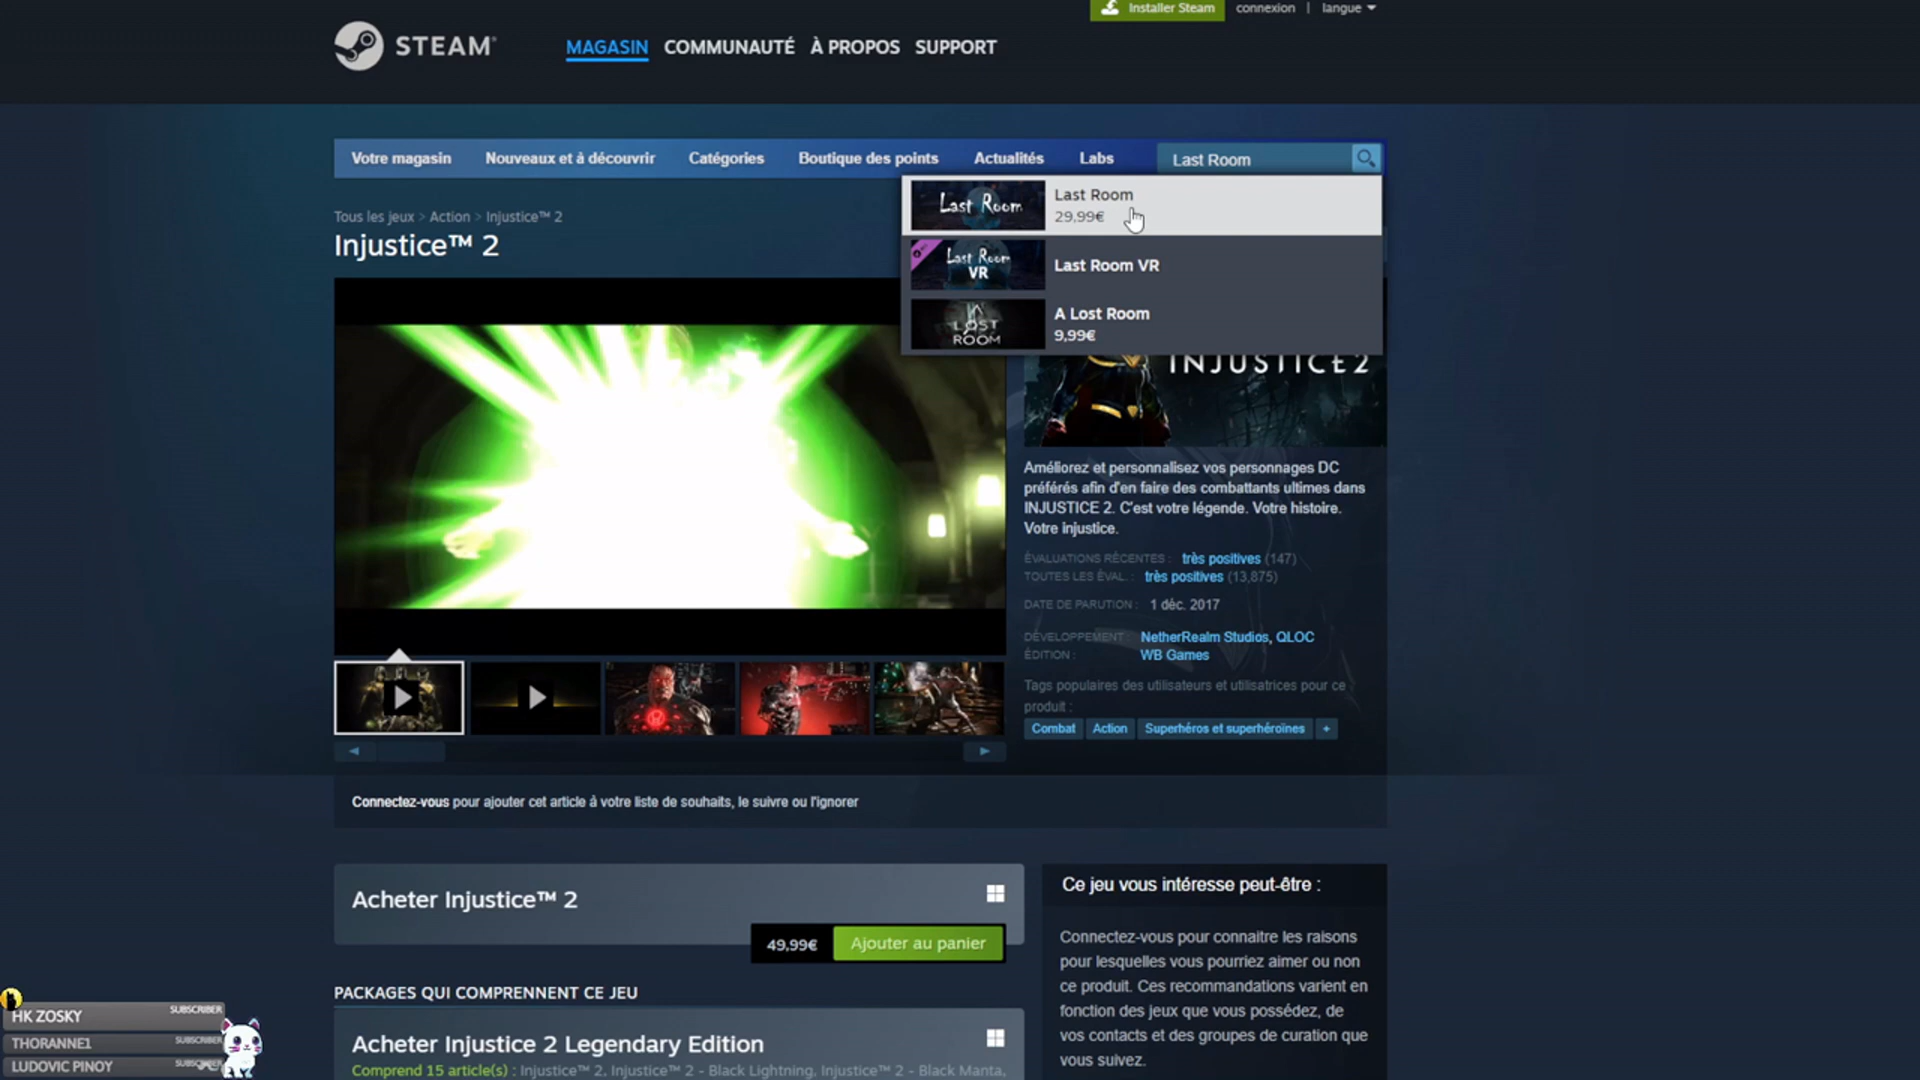 Installer Steam
connexion | langue
STEAM
MAGASIN COMMUNAUTÉ À PROPOS SUPPORT
Votre magasin Nouveaux et à découvrir Catégories Boutique des points Actualités Labs Last Room
Last Room
Last Room
29,99€
Last Room VR
Last Room VR
A LOST ROOM
A Lost Room
9,99€
Tous les jeux > Action > Injustice™ 2
Injustice™ 2
INJUSTICE 2
Améliorez et personnalisez vos personnages DC
préférés afin d'en faire des combattants ultimes dans
INJUSTICE 2. C'est votre légende. Votre histoire.
Votre injustice.
ÉVALUATIONS RÉCENTES : très positives (147)
TOUTES LES ÉVAL. : très positives (13,875)
DATE DE PARUTION : 1 déc. 2017
DÉVELOPPEMENT : NetherRealm Studios, QLOC
ÉDITION : WB Games
Tags populaires des utilisateurs et utilisatrices pour ce
produit :
Combat Action Superhéros et superhéroïnes +
Connectez-vous pour ajouter cet article à votre liste de souhaits, le suivre ou l'ignorer
Acheter Injustice™ 2
49,99€ Ajouter au panier
Ce jeu vous intéresse peut-être :
Connectez-vous pour connaitre les raisons
pour lesquelles vous pourriez aimer ou non
ce produit. Ces recommandations varient en
fonction des jeux que vous possédez, de
vos contacts et des groupes de curation que
vous suivez.
PACKAGES QUI COMPRENNENT CE JEU
Acheter Injustice 2 Legendary Edition
Comprend 15 article(s) : Injustice™ 2, Injustice™ 2 - Black Lightning, Injustice™ 2 - Black Manta,
HK ZOSKY SUBSCRIBER
THORANNE1 SUBSCRIBER
LUDOVIC PINOY